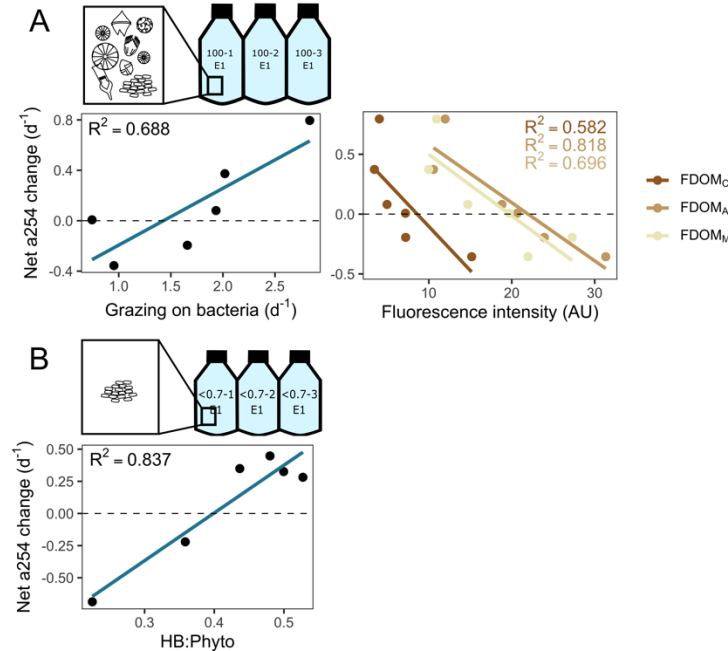 A
100-1 100-2 100-3
E1 E1 E1
R² = 0.688
Net a254 change (d⁻¹)
0.8
0.4
0.0
-0.4
1.0 1.5 2.0 2.5
Grazing on bacteria (d⁻¹)
R² = 0.582
R² = 0.818
R² = 0.696
0.5
0.0
-0.5
10 20 30
Fluorescence intensity (AU)
FDOM_C
FDOM_A
FDOM_M
B
<0.7-1 <0.7-2 <0.7-3
E1 E1 E1
R² = 0.837
Net a254 change (d⁻¹)
0.50
0.25
0.00
-0.25
-0.50
0.3 0.4 0.5
HB:Phyto